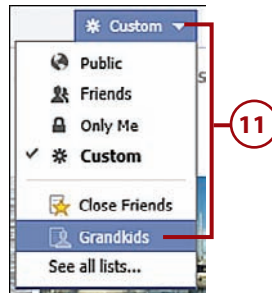 Custom
Public
Friends
Only Me
Custom
Close Friends
Grandkids
See all lists...
11